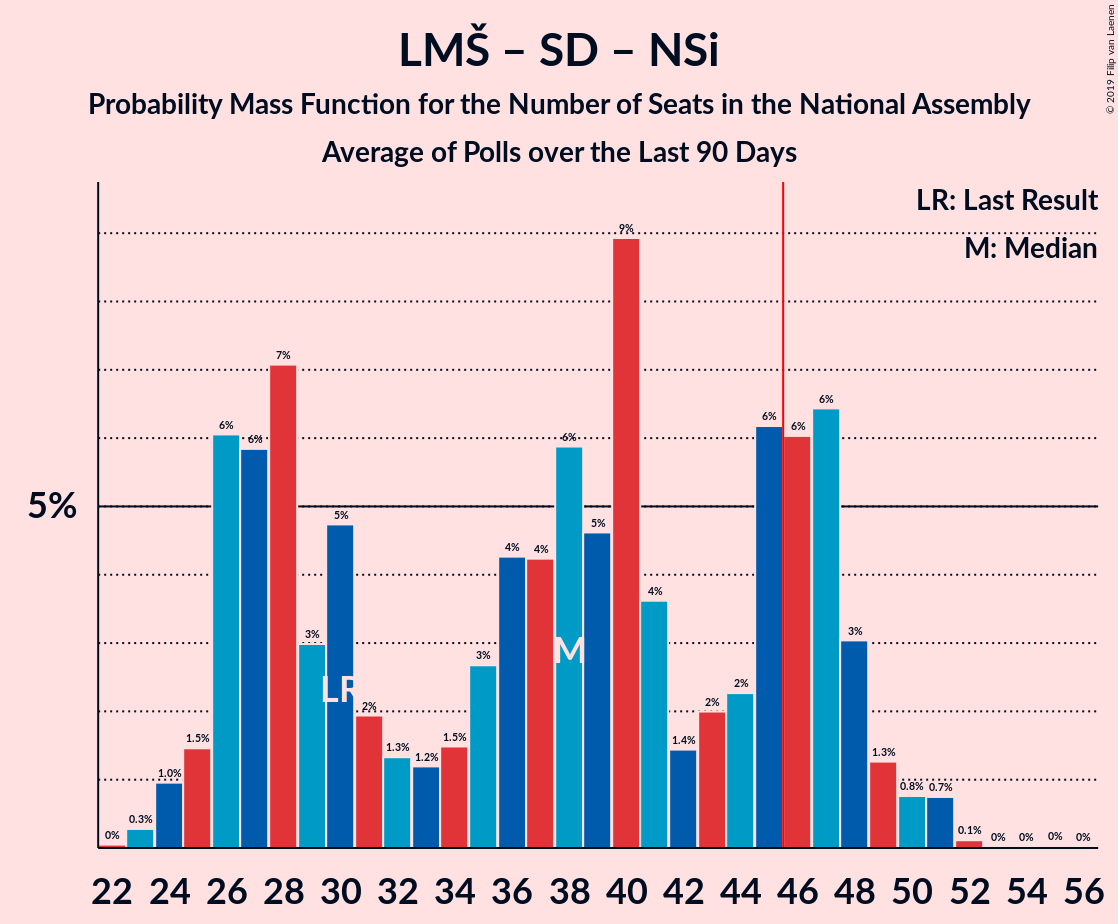 LMŠ – SD – NSi
Probability Mass Function for the Number of Seats in the National Assembly
Average of Polls over the Last 90 Days
© 2019 Filip van Laenen
LR: Last Result
M: Median
5%
0% 0.3% 1.0% 1.5% 6% 6% 7% 3% 5% 2% 1.3% 1.2% 1.5% 3% 4% 4% 6% 5% 9% 4% 1.4% 2% 2% 6% 6% 6% 3% 1.3% 0.8% 0.7% 0.1% 0% 0% 0% 0%
LR
M
22 24 26 28 30 32 34 36 38 40 42 44 46 48 50 52 54 56